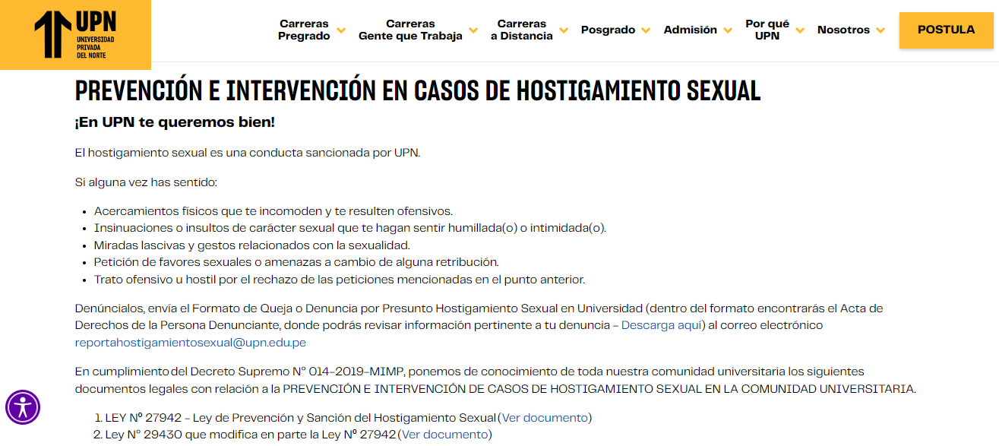 UPN
UNIVERSIDAD
PRIVADA
DEL NORTE
Carreras
Pregrado
Carreras
Gente que Trabaja
Carreras
a Distancia
Posgrado
Admisión
Por qué
UPN
Nosotros
POSTULA
PREVENCIÓN E INTERVENCIÓN EN CASOS DE HOSTIGAMIENTO SEXUAL
¡En UPN te queremos bien!
El hostigamiento sexual es una conducta sancionada por UPN.
Si alguna vez has sentido:
• Acercamientos físicos que te incomoden y te resulten ofensivos.
• Insinuaciones o insultos de carácter sexual que te hagan sentir humillada(o) o intimidada(o).
• Miradas lascivas y gestos relacionados con la sexualidad.
• Petición de favores sexuales o amenazas a cambio de alguna retribución.
• Trato ofensivo u hostil por el rechazo de las peticiones mencionadas en el punto anterior.
Denúncialos, envía el Formato de Queja o Denuncia por Presunto Hostigamiento Sexual en Universidad (dentro del formato encontrarás el Acta de
Derechos de la Persona Denunciante, donde podrás revisar información pertinente a tu denuncia - Descarga aquí) al correo electrónico
reportahostigamientosexual@upn.edu.pe
En cumplimiento del Decreto Supremo N° 014-2019-MIMP, ponemos de conocimiento de toda nuestra comunidad universitaria los siguientes
documentos legales con relación a la PREVENCIÓN E INTERVENCIÓN DE CASOS DE HOSTIGAMIENTO SEXUAL EN LA COMUNIDAD UNIVERSITARIA.
1. LEY Nº 27942 - Ley de Prevención y Sanción del Hostigamiento Sexual (Ver documento)
2. Ley N° 29430 que modifica en parte la Ley Nº 27942 (Ver documento)